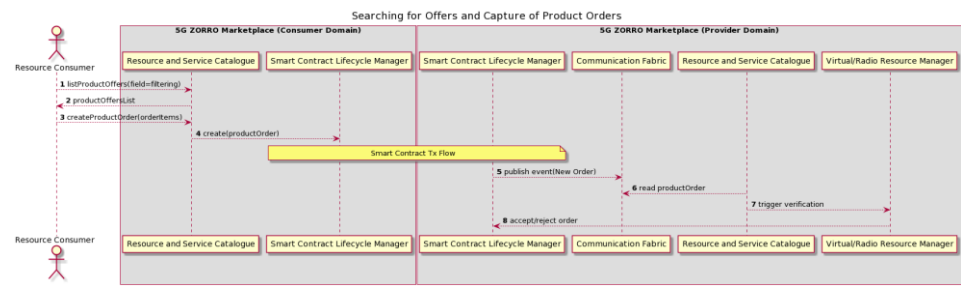 Searching for Offers and Capture of Product Orders
5G ZORRO Marketplace (Consumer Domain)
5G ZORRO Marketplace (Provider Domain)
Resource Consumer
Resource and Service Catalogue
Smart Contract Lifecycle Manager
Smart Contract Lifecycle Manager
Communication Fabric
Resource and Service Catalogue
Virtual/Radio Resource Manager
1 listProductOffers(field=filtering)
2 productOffersList
3 createProductOrder(orderItems)
4 create(productOrder)
Smart Contract Tx Flow
5 publish event(New Order)
6 read productOrder
7 trigger verification
8 accept/reject order
Resource Consumer
Resource and Service Catalogue
Smart Contract Lifecycle Manager
Smart Contract Lifecycle Manager
Communication Fabric
Resource and Service Catalogue
Virtual/Radio Resource Manager